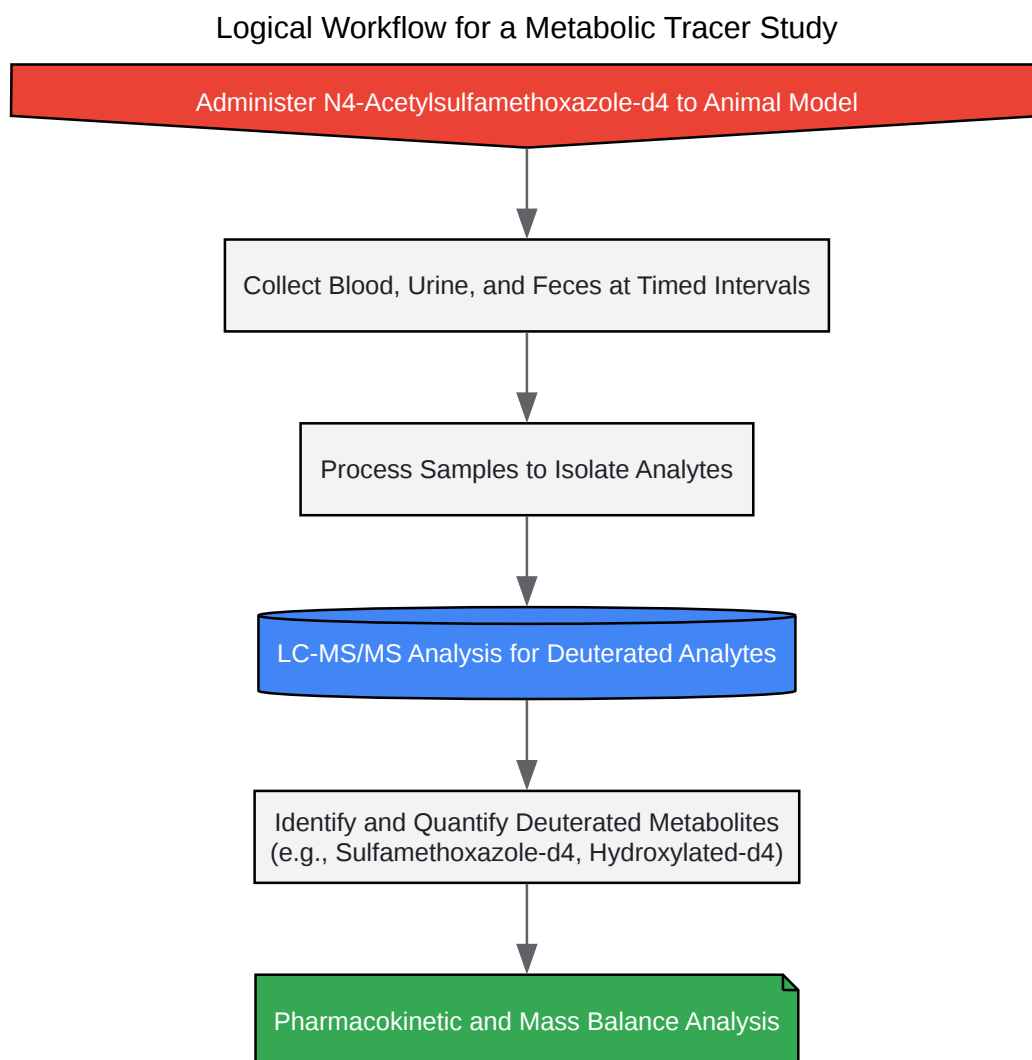 Logical Workflow for a Metabolic Tracer Study
Administer N4-Acetylsulfamethoxazole-d4 to Animal Model
Collect Blood, Urine, and Feces at Timed Intervals
Process Samples to Isolate Analytes
LC-MS/MS Analysis for Deuterated Analytes
Identify and Quantify Deuterated Metabolites
(e.g., Sulfamethoxazole-d4, Hydroxylated-d4)
Pharmacokinetic and Mass Balance Analysis